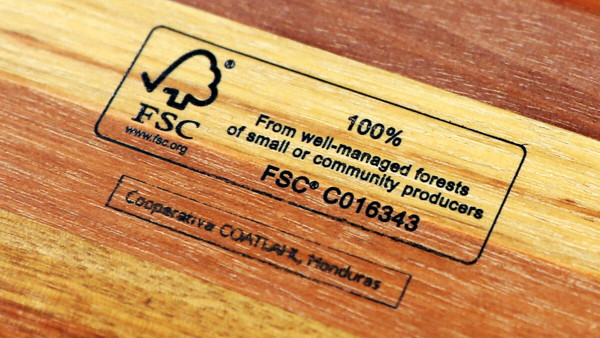 ®
FSC
www.fsc.org
100%
From well-managed forests
of small or community producers
FSC® C016343
Cooperativa COATLAHL, Honduras